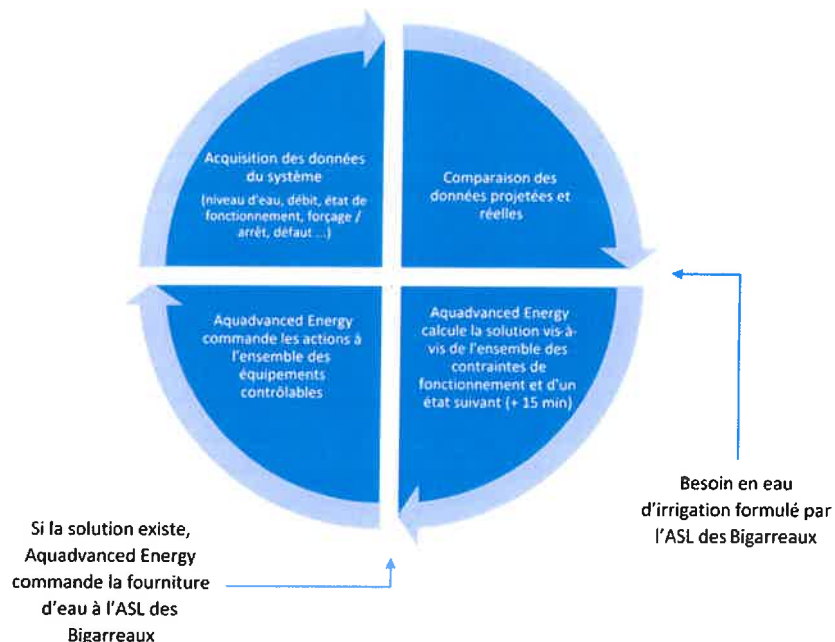 Acquisition des données
du système
(niveau d'eau, débit, état de
fonctionnement, forçage /
arrêt, défaut ...)
Comparaison des
données projetées et
réelles
Aquadvanced Energy
commande les actions à
l'ensemble des
équipements
contrôlables
Aquadvanced Energy
calcule la solution vis-à-
vis de l'ensemble des
contraintes de
fonctionnement et d'un
état suivant (+ 15 min)
Besoin en eau
d'irrigation formulé par
l'ASL des Bigarreaux
Si la solution existe,
Aquadvanced Energy
commande la fourniture
d'eau à l'ASL des
Bigarreaux